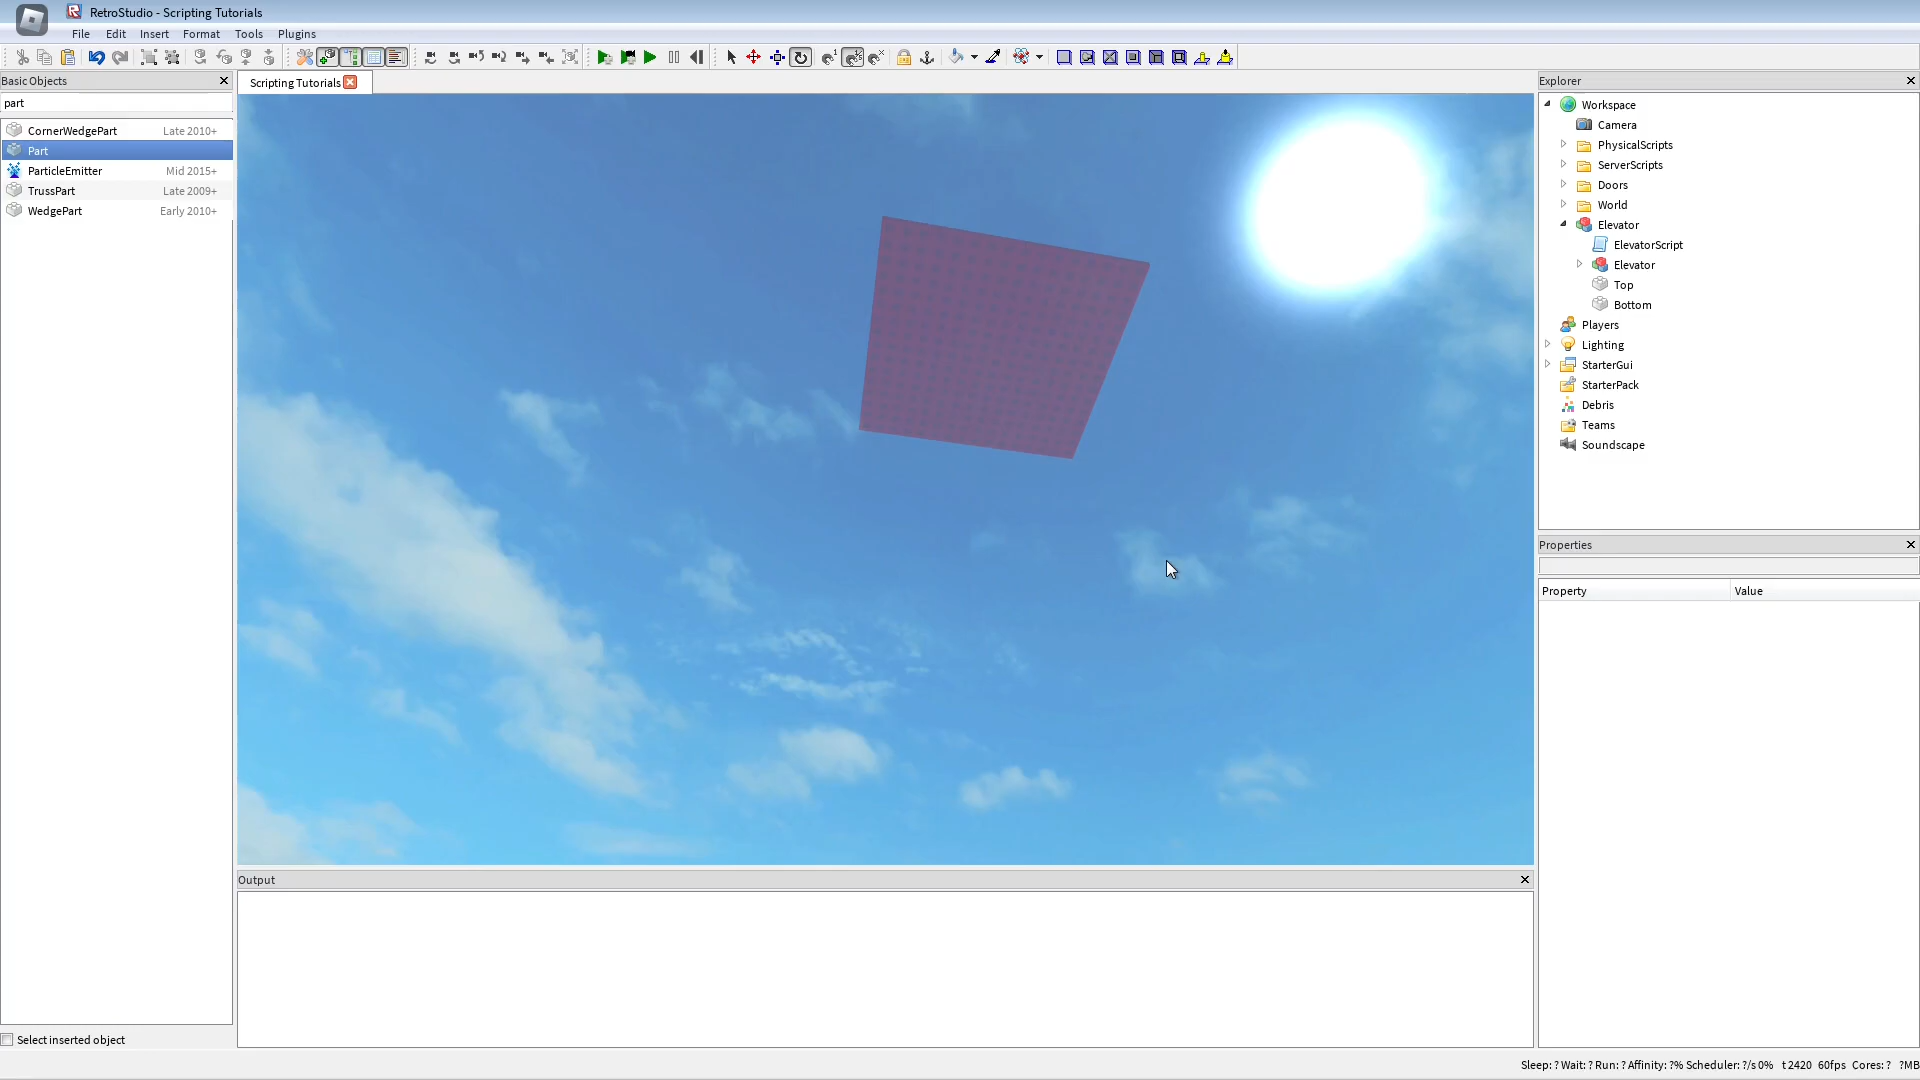 RetroStudio - Scripting Tutorials
File Edit Insert Format Tools Plugins
Basic Objects
part
CornerWedgePart Late 2010+
Part
ParticleEmitter Mid 2015+
TrussPart Late 2009+
WedgePart Early 2010+
Select inserted object
Scripting Tutorials
Output
Explorer
Workspace
Camera
PhysicalScripts
ServerScripts
Doors
World
Elevator
ElevatorScript
Elevator
Top
Bottom
Players
Lighting
StarterGui
StarterPack
Debris
Teams
Soundscape
Properties
Property Value
Sleep: ? Wait: ? Run: ? Affinity: ?% Scheduler: ?/s 0% t 2420 60fps Cores: ? ?MB